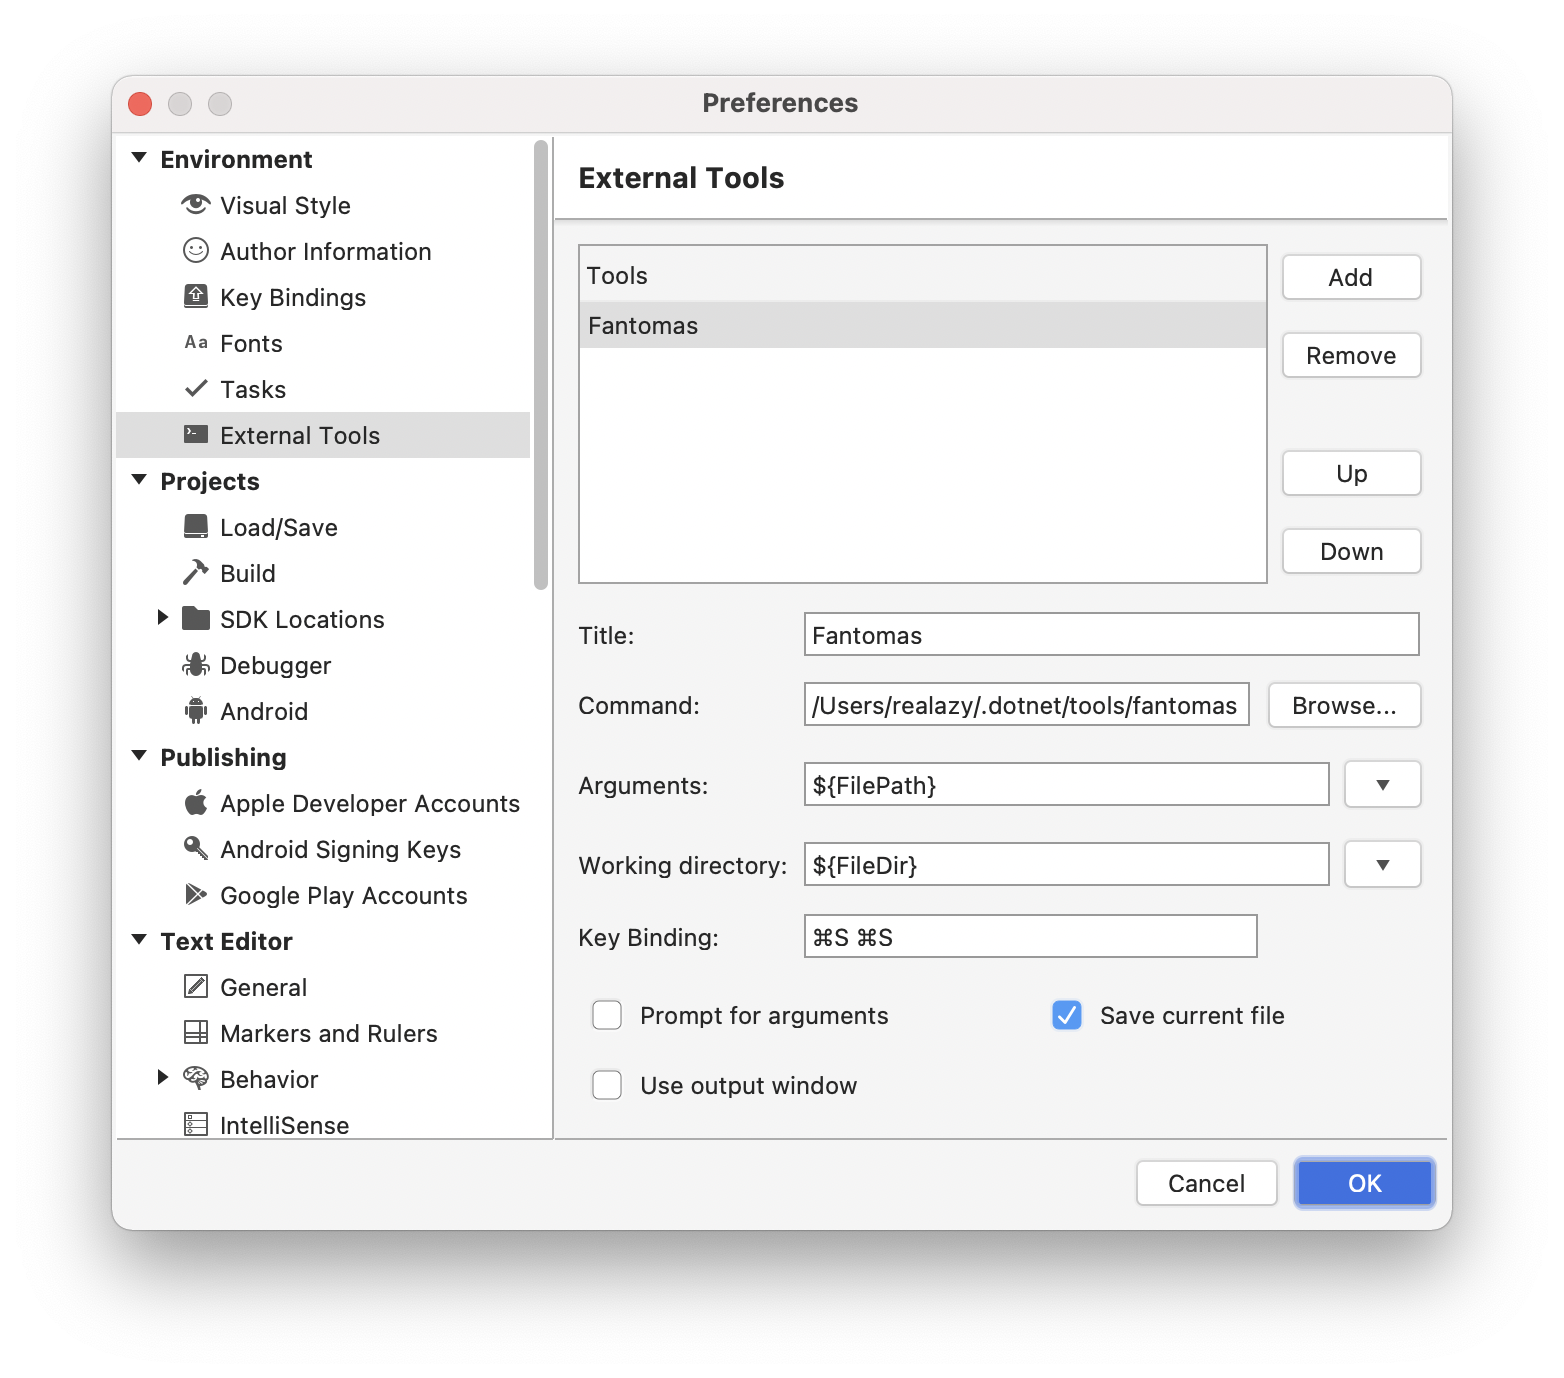 Preferences
Environment
Visual Style
Author Information
Key Bindings
Aa Fonts
Tasks
External Tools
Projects
Load/Save
Build
SDK Locations
Debugger
Android
Publishing
Apple Developer Accounts
Android Signing Keys
Google Play Accounts
Text Editor
General
Markers and Rulers
Behavior
IntelliSense
External Tools
Tools
Fantomas
Add
Remove
Up
Down
Title: Fantomas
Command: /Users/realazy/.dotnet/tools/fantomas Browse...
Arguments: ${FilePath}
Working directory: ${FileDir}
Key Binding: ⌘S ⌘S
Prompt for arguments Save current file
Use output window
Cancel OK